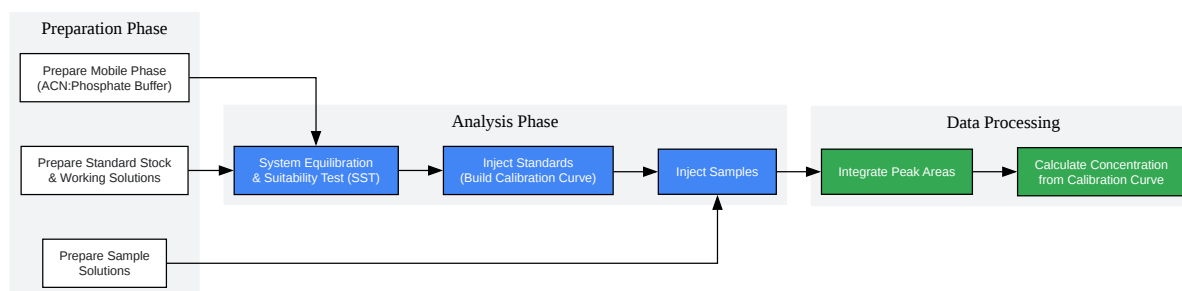 Preparation Phase
Prepare Mobile Phase
(ACN:Phosphate Buffer)
Prepare Standard Stock
& Working Solutions
Prepare Sample
Solutions
Analysis Phase
System Equilibration
& Suitability Test (SST)
Inject Standards
(Build Calibration Curve)
Inject Samples
Data Processing
Integrate Peak Areas
Calculate Concentration
from Calibration Curve